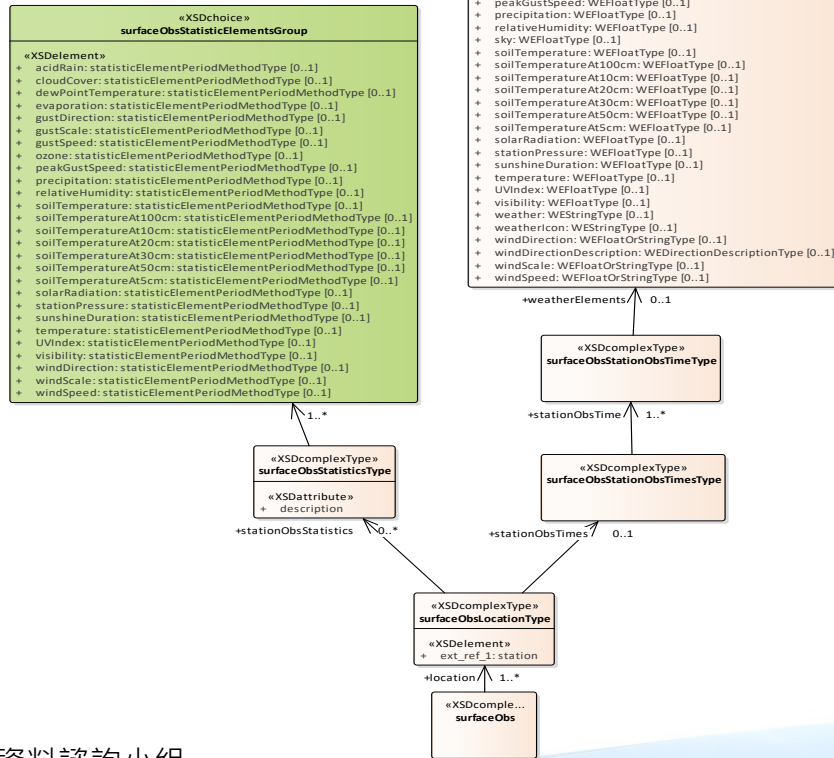 «XSDchoice»
surfaceObsStatisticElementsGroup
«XSDelement»
+ acidRain: statisticElementPeriodMethodType [0..1]
+ cloudCover: statisticElementPeriodMethodType [0..1]
+ dewPointTemperature: statisticElementPeriodMethodType [0..1]
+ evaporation: statisticElementPeriodMethodType [0..1]
+ gustDirection: statisticElementPeriodMethodType [0..1]
+ gustScale: statisticElementPeriodMethodType [0..1]
+ gustSpeed: statisticElementPeriodMethodType [0..1]
+ ozone: statisticElementPeriodMethodType [0..1]
+ peakGustSpeed: statisticElementPeriodMethodType [0..1]
+ precipitation: statisticElementPeriodMethodType [0..1]
+ relativeHumidity: statisticElementPeriodMethodType [0..1]
+ soilTemperature: statisticElementPeriodMethodType [0..1]
+ soilTemperatureAt100cm: statisticElementPeriodMethodType [0..1]
+ soilTemperatureAt10cm: statisticElementPeriodMethodType [0..1]
+ soilTemperatureAt20cm: statisticElementPeriodMethodType [0..1]
+ soilTemperatureAt30cm: statisticElementPeriodMethodType [0..1]
+ soilTemperatureAt50cm: statisticElementPeriodMethodType [0..1]
+ soilTemperatureAt5cm: statisticElementPeriodMethodType [0..1]
+ solarRadiation: statisticElementPeriodMethodType [0..1]
+ stationPressure: statisticElementPeriodMethodType [0..1]
+ sunshineDuration: statisticElementPeriodMethodType [0..1]
+ temperature: statisticElementPeriodMethodType [0..1]
+ UVIndex: statisticElementPeriodMethodType [0..1]
+ visibility: statisticElementPeriodMethodType [0..1]
+ windDirection: statisticElementPeriodMethodType [0..1]
+ windScale: statisticElementPeriodMethodType [0..1]
+ windSpeed: statisticElementPeriodMethodType [0..1]
+ peakGustSpeed: WEFloatType [0..1]
+ precipitation: WEFloatType [0..1]
+ relativeHumidity: WEFloatType [0..1]
+ sky: WEFloatType [0..1]
+ soilTemperature: WEFloatType [0..1]
+ soilTemperatureAt100cm: WEFloatType [0..1]
+ soilTemperatureAt10cm: WEFloatType [0..1]
+ soilTemperatureAt20cm: WEFloatType [0..1]
+ soilTemperatureAt30cm: WEFloatType [0..1]
+ soilTemperatureAt50cm: WEFloatType [0..1]
+ soilTemperatureAt5cm: WEFloatType [0..1]
+ solarRadiation: WEFloatType [0..1]
+ stationPressure: WEFloatType [0..1]
+ sunshineDuration: WEFloatType [0..1]
+ temperature: WEFloatType [0..1]
+ UVIndex: WEFloatType [0..1]
+ visibility: WEFloatType [0..1]
+ weather: WEStringType [0..1]
+ weatherIcon: WEStringType [0..1]
+ windDirection: WEFloatOrStringType [0..1]
+ windDirectionDescription: WEDirectionDescriptionType [0..1]
+ windScale: WEFloatOrStringType [0..1]
+ windSpeed: WEFloatOrStringType [0..1]
+weatherElements 0..1
«XSDcomplexType»
surfaceObsStationObsTimeType
+stationObsTime 1..*
1..*
«XSDcomplexType»
surfaceObsStatisticsType
«XSDattribute»
+ description
«XSDcomplexType»
surfaceObsStationObsTimesType
+stationObsStatistics 0..*
+stationObsTimes 0..1
«XSDcomplexType»
surfaceObsLocationType
«XSDelement»
+ ext_ref_1: station
+location 1..*
«XSDcomple...
surfaceObs
資料諮詢小組